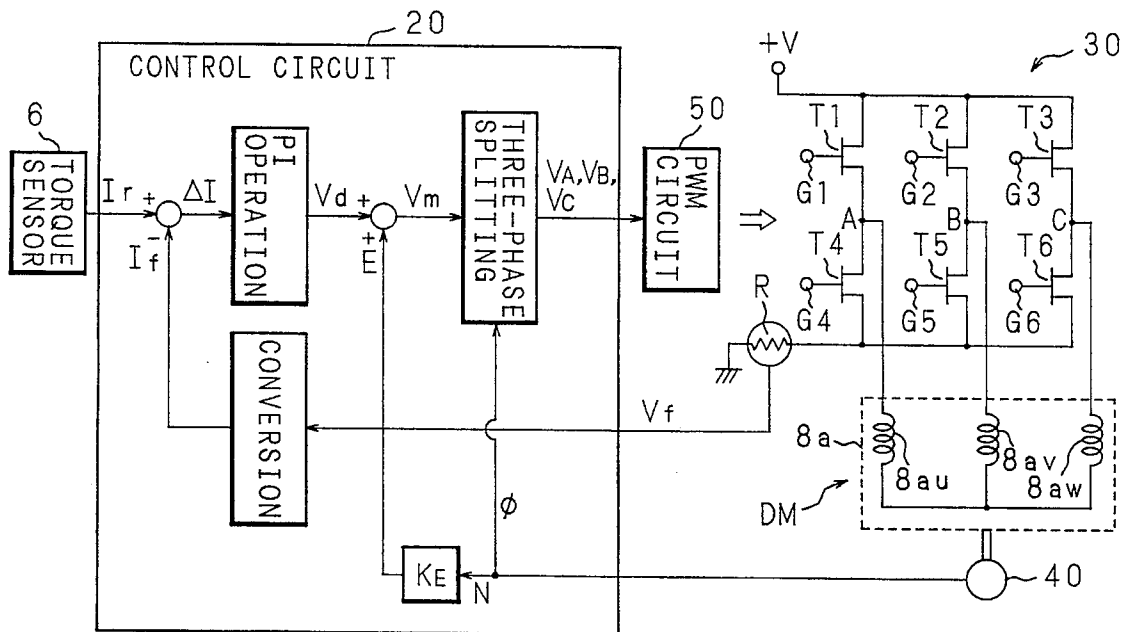 20
+V
30
CONTROL CIRCUIT
6
TORQUE SENSOR
Ir
+
−
If
ΔI
PI OPERATION
Vd
+
+
E
Vm
THREE-PHASE SPLITTING
VA, VB,
VC
50
PWM CIRCUIT
T1
T2
T3
G1
G2
G3
A
B
C
T4
T5
T6
G4
G5
G6
R
CONVERSION
Vf
8a
8au
8av
8aw
DM
φ
KE
N
40